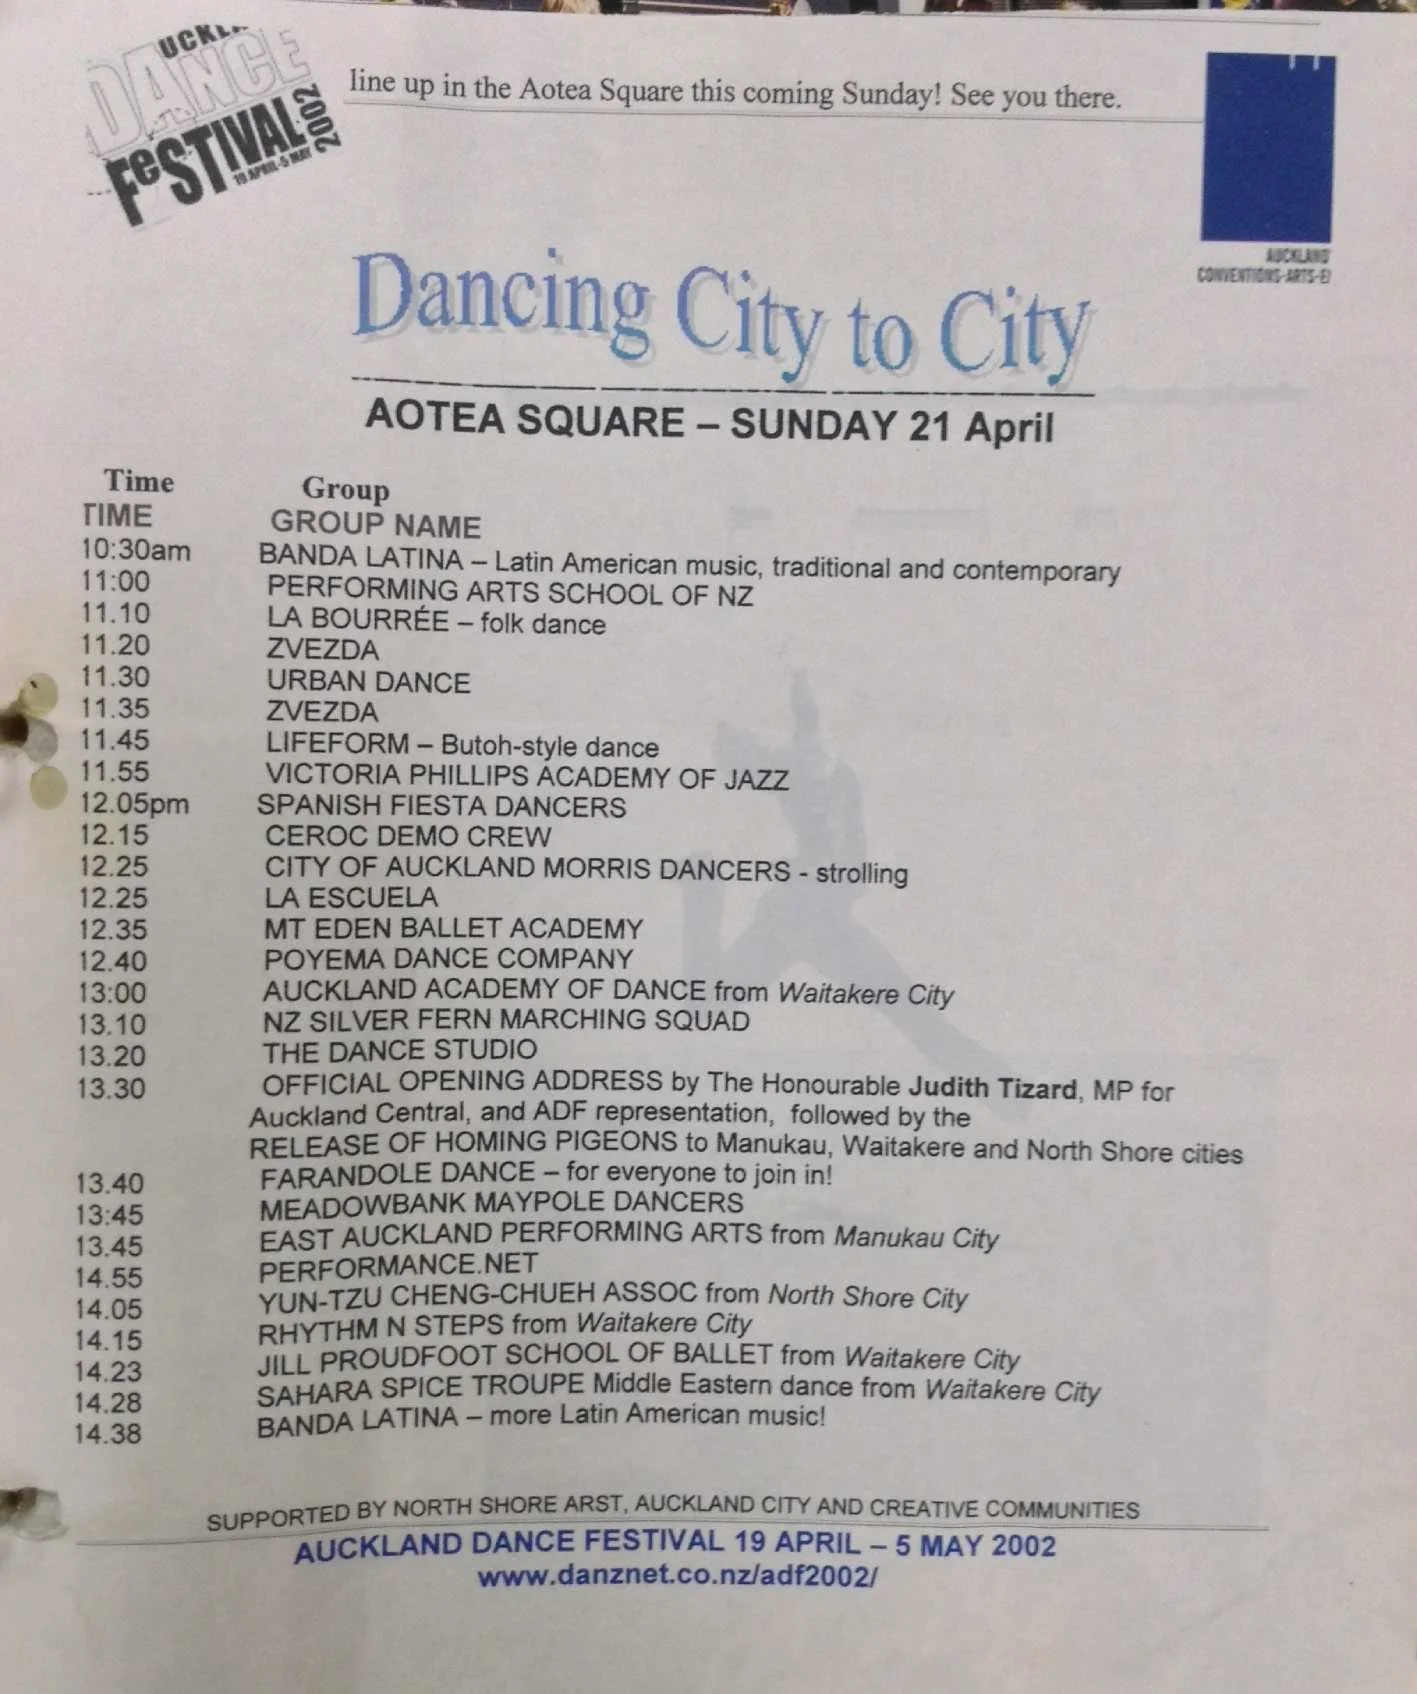 DANCE
FeSTIVAL 2002
19 APRIL-5 MAY
line up in the Aotea Square this coming Sunday! See you there.
AUCKLAND
CONVENTIONS-ARTS-E
Dancing City to City
AOTEA SQUARE – SUNDAY 21 April
Time Group
TIME GROUP NAME
10:30am BANDA LATINA – Latin American music, traditional and contemporary
11:00 PERFORMING ARTS SCHOOL OF NZ
11.10 LA BOURRÉE – folk dance
11.20 ZVEZDA
11.30 URBAN DANCE
11.35 ZVEZDA
11.45 LIFEFORM – Butoh-style dance
11.55 VICTORIA PHILLIPS ACADEMY OF JAZZ
12.05pm SPANISH FIESTA DANCERS
12.15 CEROC DEMO CREW
12.25 CITY OF AUCKLAND MORRIS DANCERS - strolling
12.25 LA ESCUELA
12.35 MT EDEN BALLET ACADEMY
12.40 POYEMA DANCE COMPANY
13:00 AUCKLAND ACADEMY OF DANCE from Waitakere City
13.10 NZ SILVER FERN MARCHING SQUAD
13.20 THE DANCE STUDIO
13.30 OFFICIAL OPENING ADDRESS by The Honourable Judith Tizard, MP for
Auckland Central, and ADF representation, followed by the
RELEASE OF HOMING PIGEONS to Manukau, Waitakere and North Shore cities
13.40 FARANDOLE DANCE – for everyone to join in!
13:45 MEADOWBANK MAYPOLE DANCERS
13.45 EAST AUCKLAND PERFORMING ARTS from Manukau City
14.55 PERFORMANCE.NET
14.05 YUN-TZU CHENG-CHUEH ASSOC from North Shore City
14.15 RHYTHM N STEPS from Waitakere City
14.23 JILL PROUDFOOT SCHOOL OF BALLET from Waitakere City
14.28 SAHARA SPICE TROUPE Middle Eastern dance from Waitakere City
14.38 BANDA LATINA – more Latin American music!
SUPPORTED BY NORTH SHORE ARST, AUCKLAND CITY AND CREATIVE COMMUNITIES
AUCKLAND DANCE FESTIVAL 19 APRIL – 5 MAY 2002
www.danznet.co.nz/adf2002/